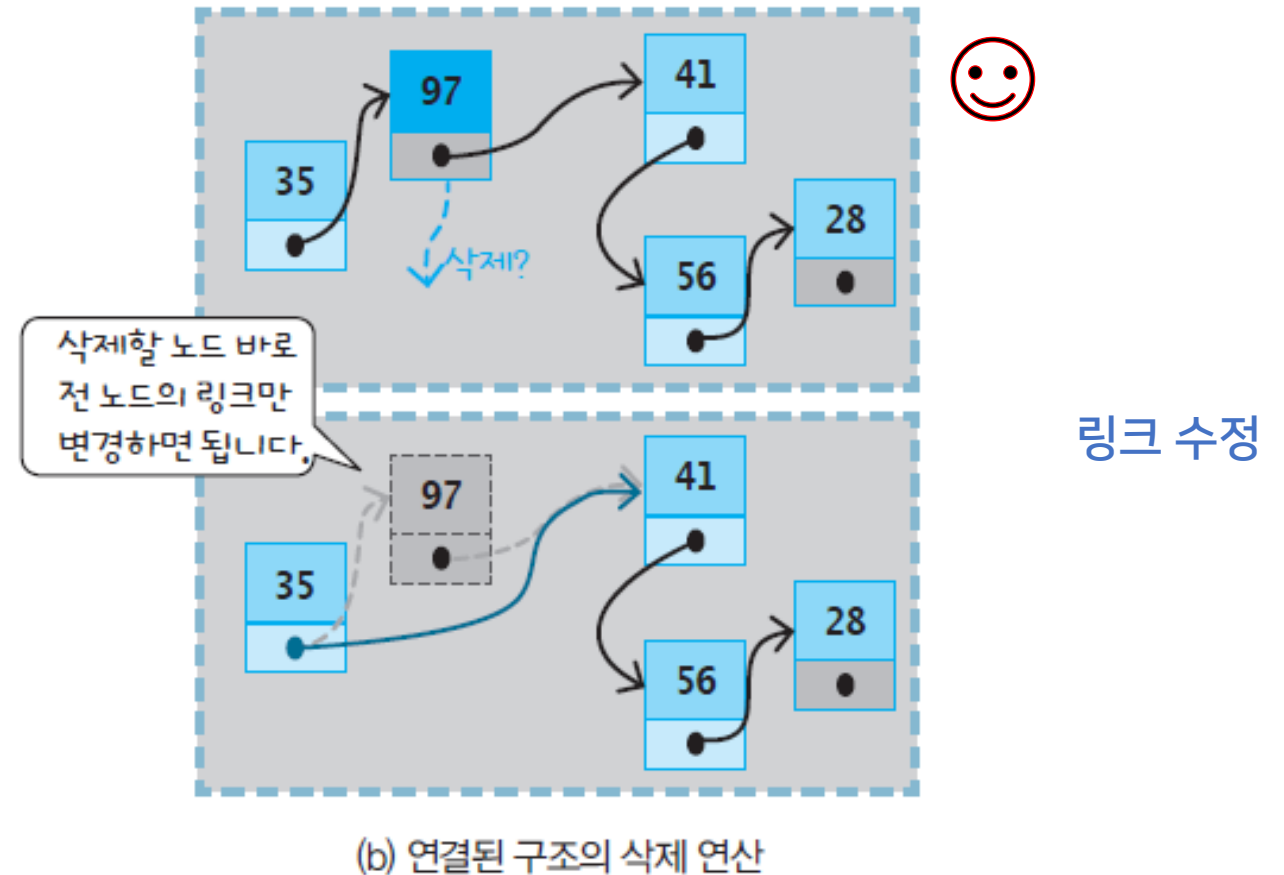 97
41
35
28
삭제?
56
삭제할 노드 바로
전 노드의 링크만
변경하면 됩니다.
링크 수정
41
97
35
28
56
(b) 연결된 구조의 삭제 연산